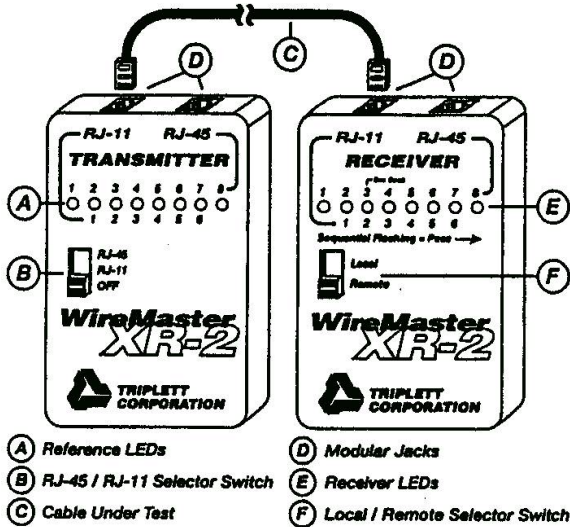 D
C
D
RJ-11 RJ-45
TRANSMITTER
1 2 3 4 5 6 7 8
1 2 3 4 5 6
A
B
RJ-45
RJ-11
OFF
WireMaster
XR-2
TRIPLETT
CORPORATION
RJ-11 RJ-45
RECEIVER
1 2 3 4 5 6 7 8
1 2 3 4 5 6
Sequential Flashing = Pass
E
Local
Remote
F
WireMaster
XR-2
TRIPLETT
CORPORATION
A Reference LEDs
B RJ-45 / RJ-11 Selector Switch
C Cable Under Test
D Modular Jacks
E Receiver LEDs
F Local / Remote Selector Switch